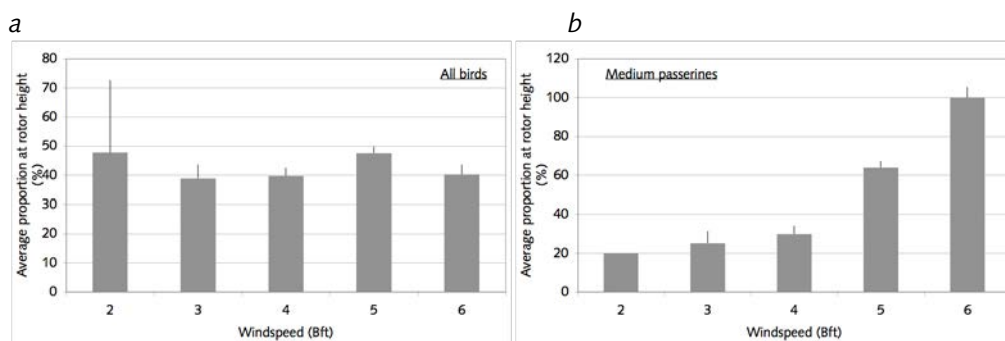 a
80
70
60
50
40
30
20
10
0
Average proportion at rotor height
(%)
All birds
2 3 4 5 6
Windspeed (Bft)
b
120
100
80
60
40
20
0
Average proportion at rotor height
(%)
Medium passerines
2 3 4 5 6
Windspeed (Bft)